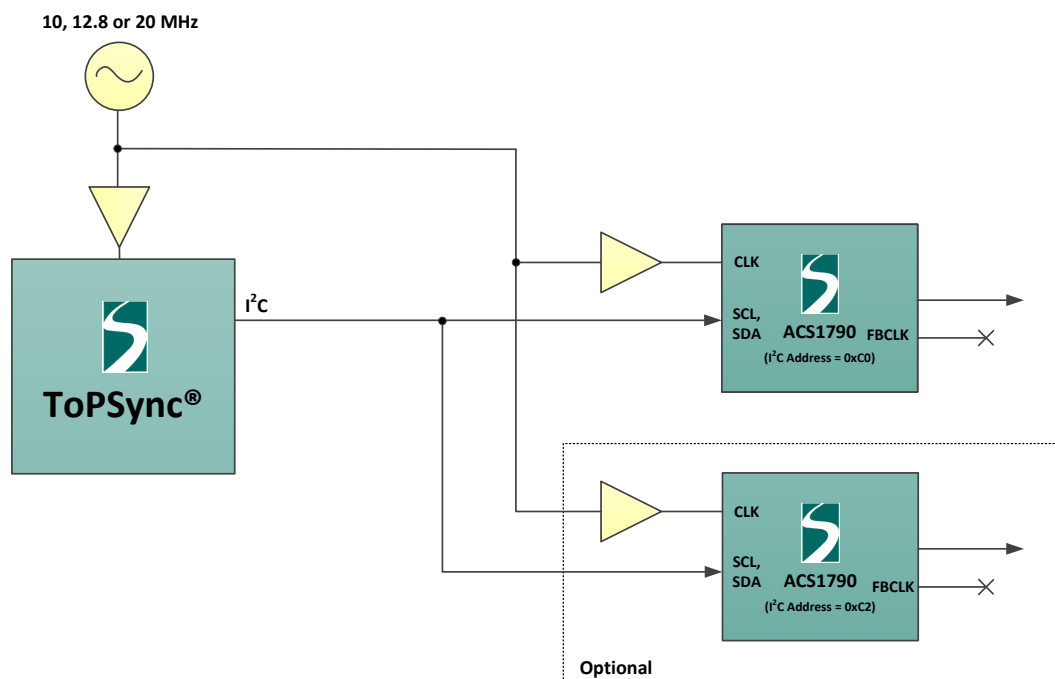 10, 12.8 or 20 MHz
I²C
ToPSync®
CLK
SCL,
SDA
FBCLK
ACS1790
(I²C Address = 0xC0)
CLK
SCL,
SDA
FBCLK
ACS1790
(I²C Address = 0xC2)
Optional